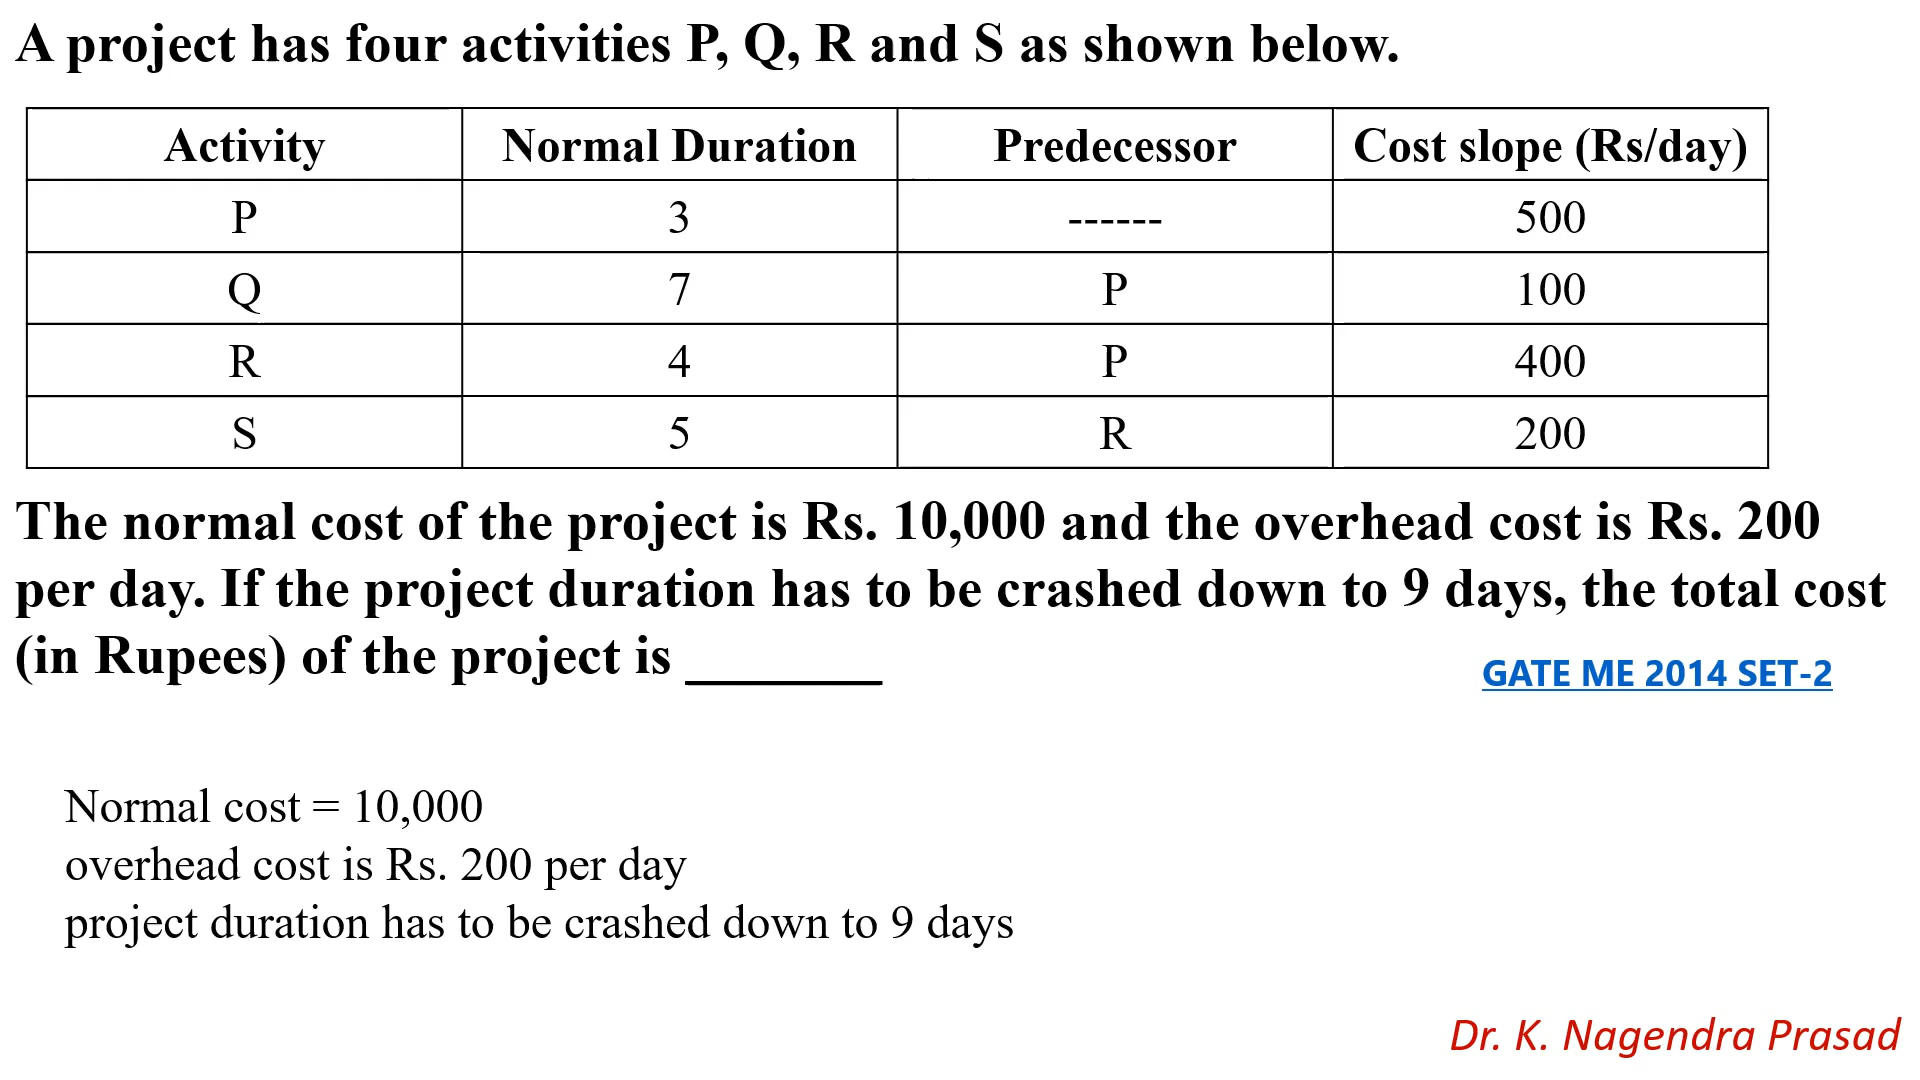 A project has four activities P, Q, R and S as shown below.
Activity Normal Duration Predecessor Cost slope (Rs/day)
P 3 ------ 500
Q 7 P 100
R 4 P 400
S 5 R 200
The normal cost of the project is Rs. 10,000 and the overhead cost is Rs. 200
per day. If the project duration has to be crashed down to 9 days, the total cost
(in Rupees) of the project is _______
GATE ME 2014 SET-2
Normal cost = 10,000
overhead cost is Rs. 200 per day
project duration has to be crashed down to 9 days
Dr. K. Nagendra Prasad